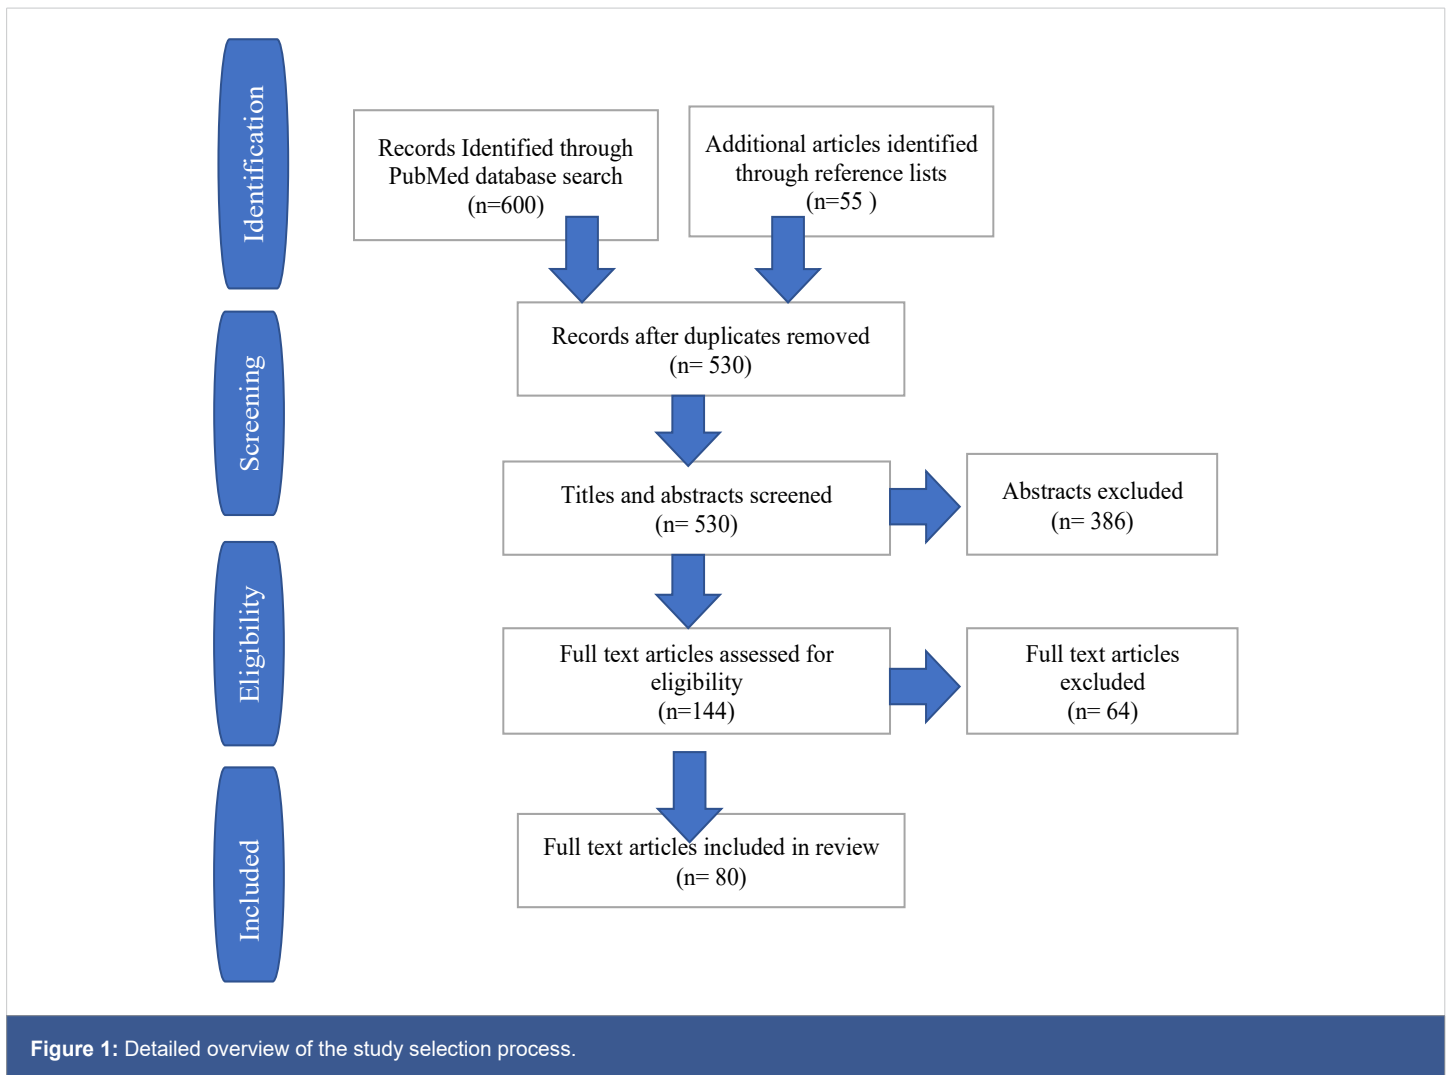 Identification
Records Identified through
PubMed database search
(n=600)
Additional articles identified
through reference lists
(n=55 )
Screening
Records after duplicates removed
(n= 530)
Titles and abstracts screened
(n= 530)
Abstracts excluded
(n= 386)
Eligibility
Full text articles assessed for
eligibility
(n=144)
Full text articles
excluded
(n= 64)
Included
Full text articles included in review
(n= 80)
Figure 1: Detailed overview of the study selection process.